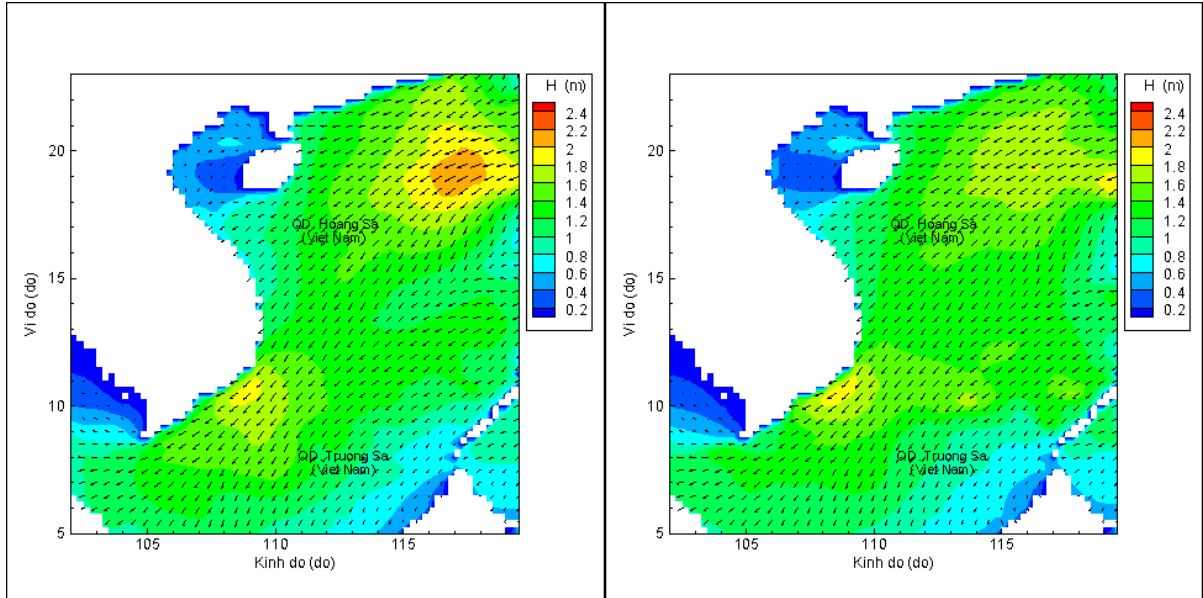 H (m)
2.4
2.2
2
1.8
1.6
1.4
1.2
1
0.8
0.6
0.4
0.2
20
15
10
5
Vi do (do)
QD. Hoang Sa
(Viet Nam)
QD. Truong Sa
(Viet Nam)
105
110
115
Kinh do (do)
H (m)
2.4
2.2
2
1.8
1.6
1.4
1.2
1
0.8
0.6
0.4
0.2
20
15
10
5
Vi do (do)
QD. Hoang Sa
(Viet Nam)
QD. Truong Sa
(Viet Nam)
105
110
115
Kinh do (do)